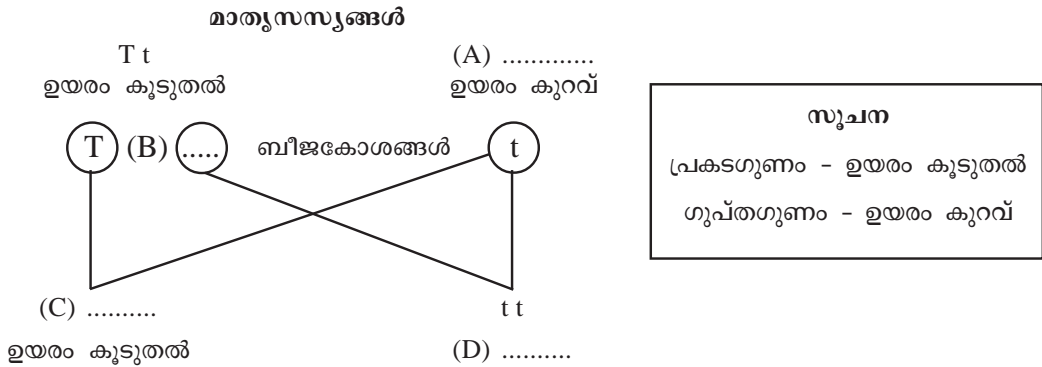 മാതൃസസ്യങ്ങൾ
T t
ഉയരം കൂടുതൽ
(A) .............
ഉയരം കുറവ്
T (B) ..... ബീജകോശങ്ങൾ t
(C) ..........
ഉയരം കൂടുതൽ
t t
(D) ..........
സൂചന
പ്രകടഗുണം - ഉയരം കൂടുതൽ
ഗുപ്തഗുണം - ഉയരം കുറവ്